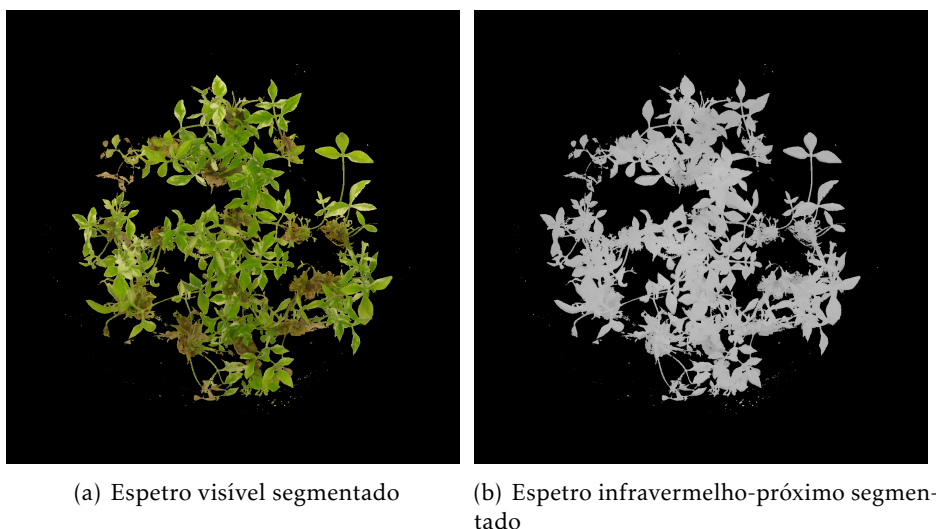 (a) Espetro visível segmentado
(b) Espetro infravermelho-próximo segmen-
tado